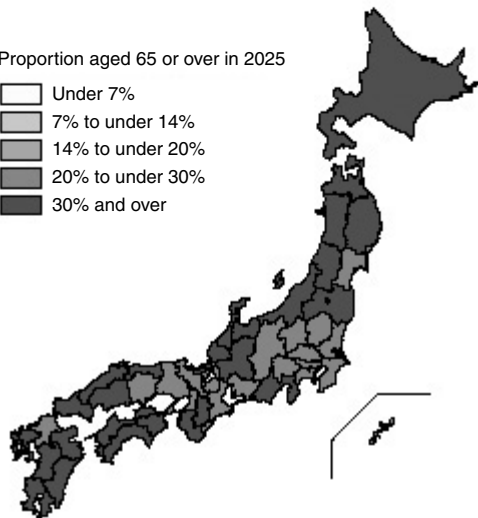 Proportion aged 65 or over in 2025
Under 7%
7% to under 14%
14% to under 20%
20% to under 30%
30% and over